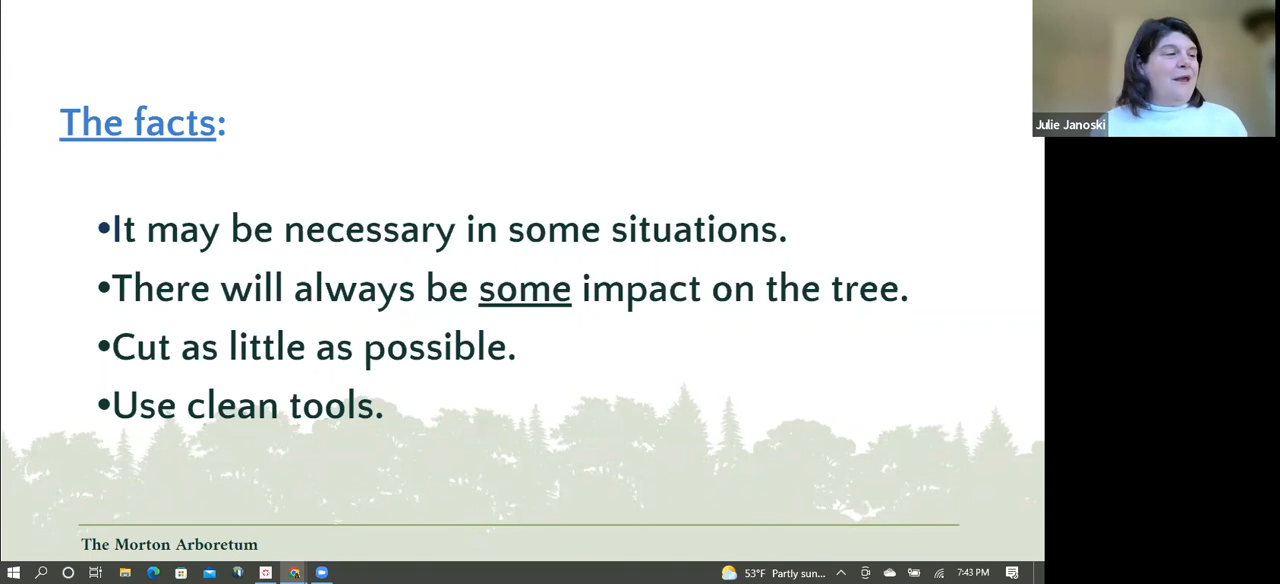 The facts:
•It may be necessary in some situations.
•There will always be some impact on the tree.
•Cut as little as possible.
•Use clean tools.
The Morton Arboretum
Julie Janoski
53°F Partly sun...
7:43 PM